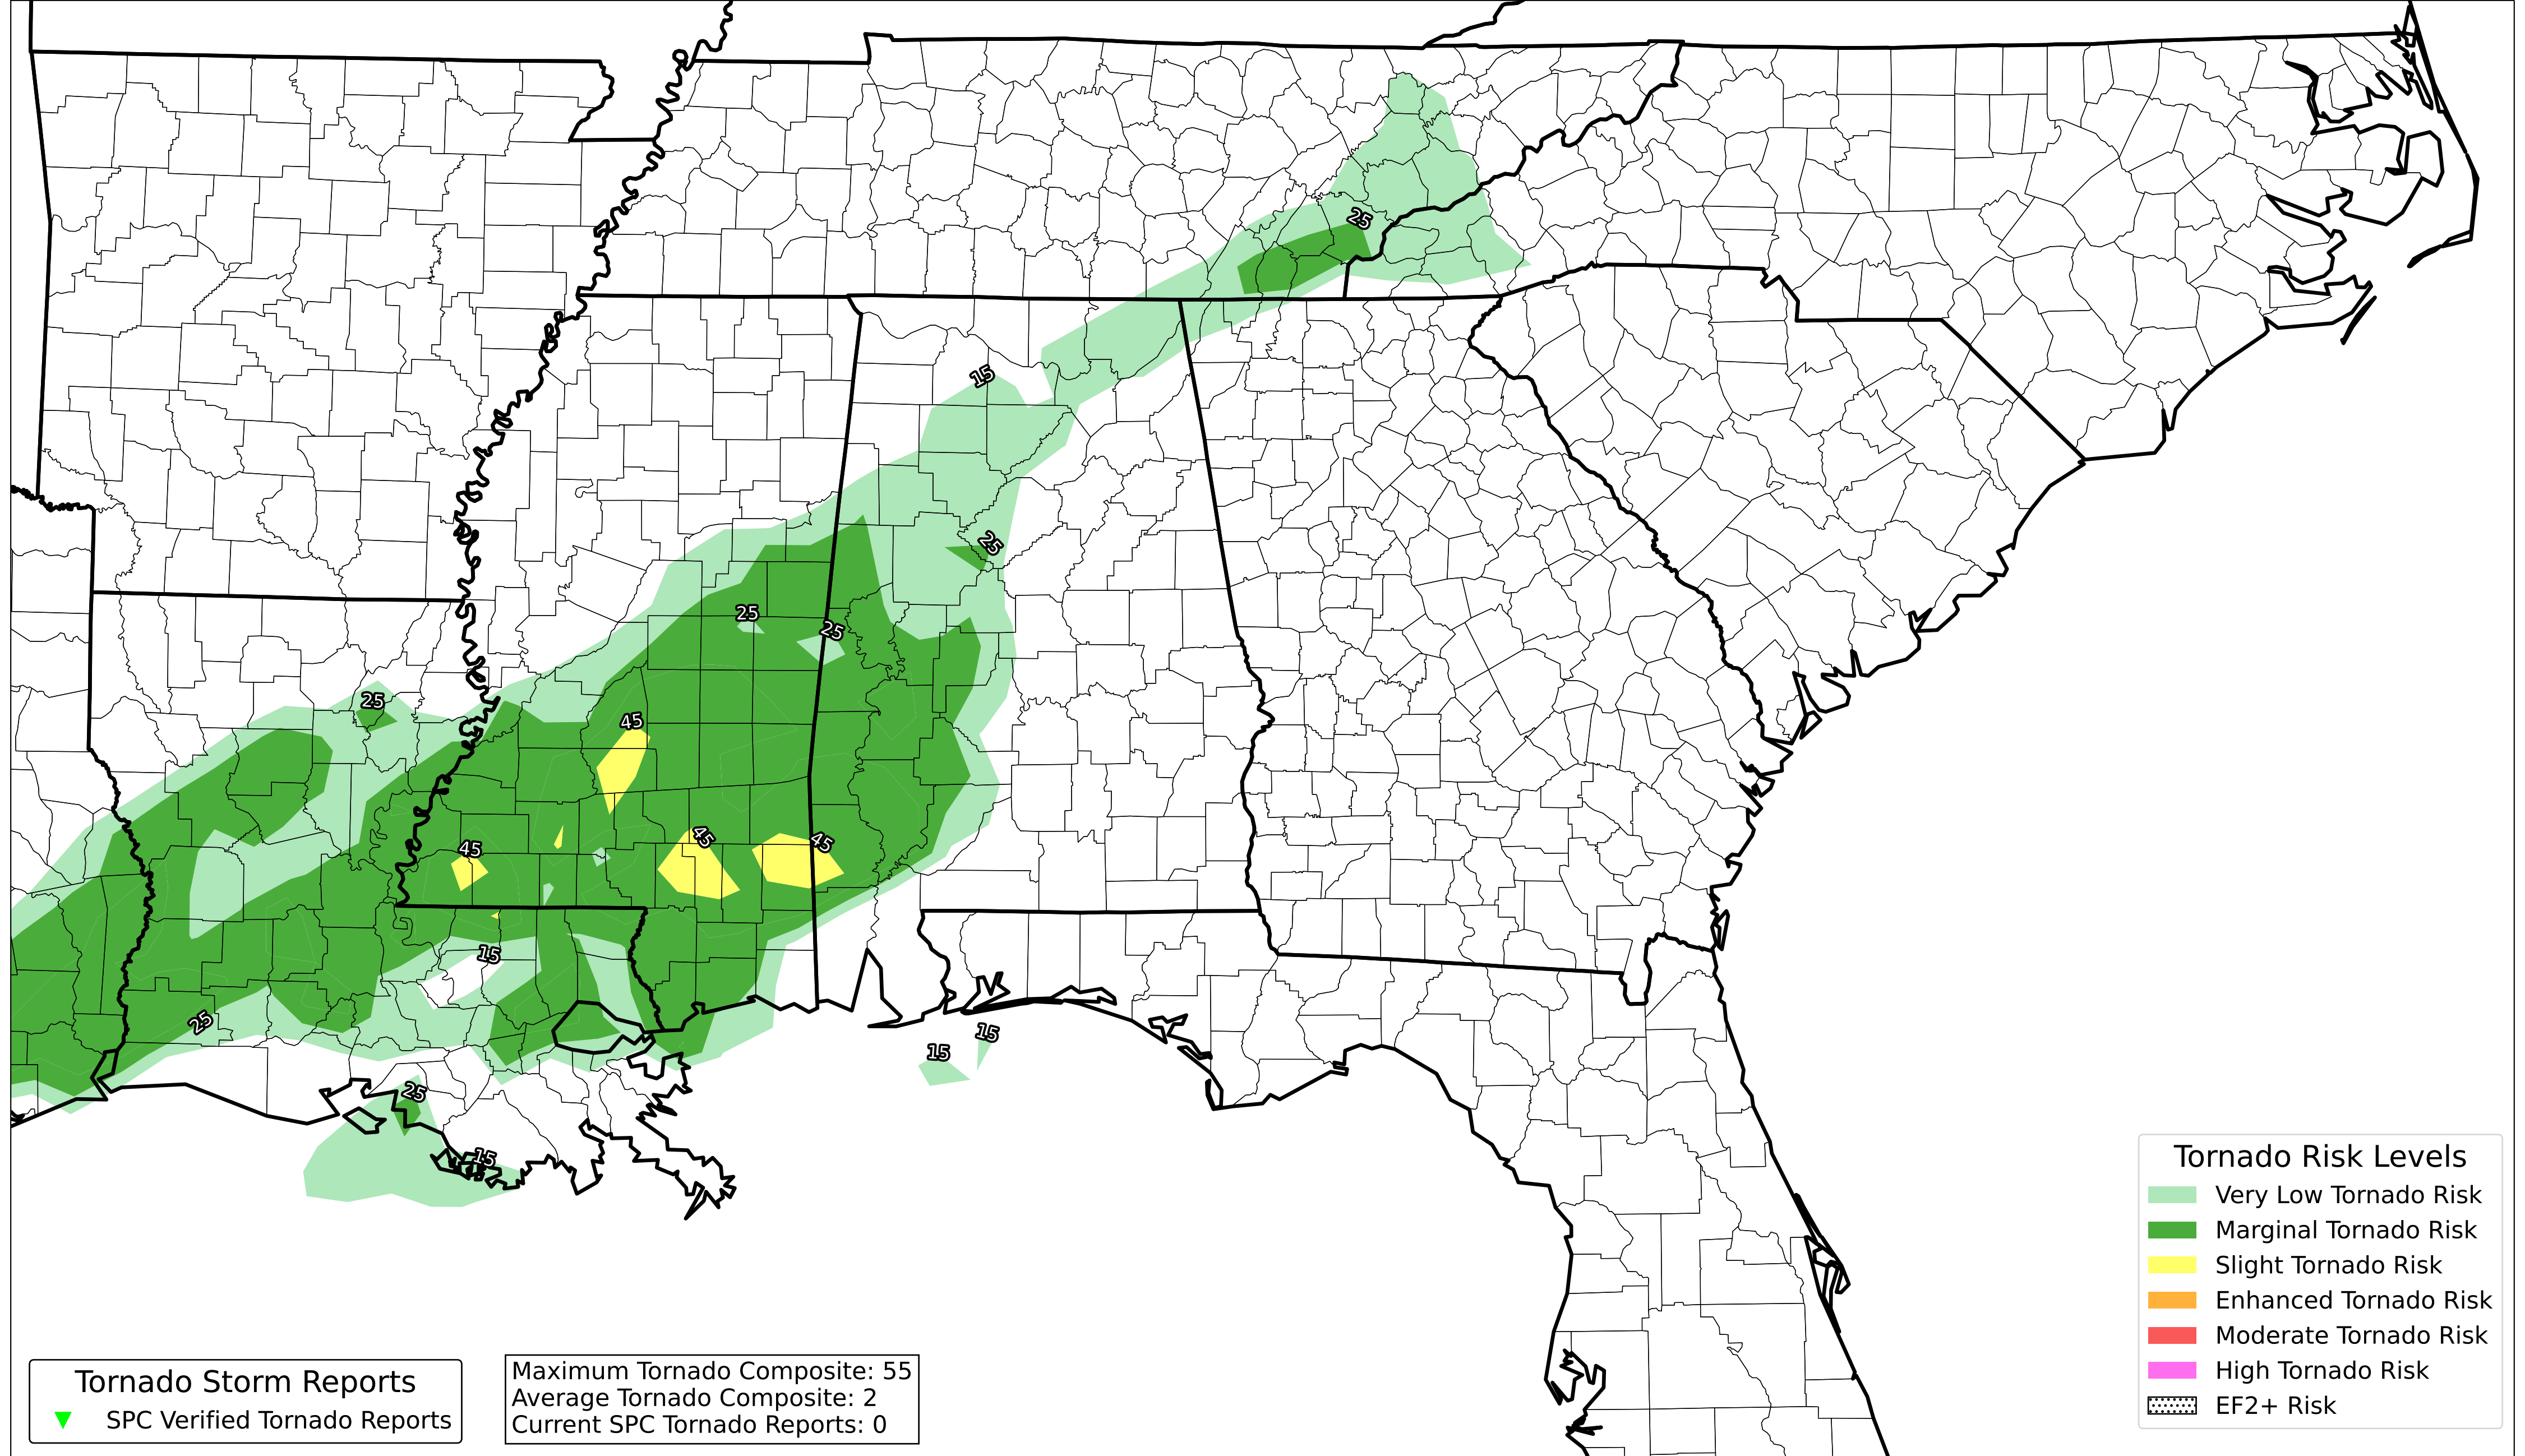 25
15
25
25
25
25
45
45
45
45
15
25
15
15
25
15
Tornado Risk Levels
Very Low Tornado Risk
Marginal Tornado Risk
Slight Tornado Risk
Enhanced Tornado Risk
Moderate Tornado Risk
High Tornado Risk
EF2+ Risk
Tornado Storm Reports
SPC Verified Tornado Reports
Maximum Tornado Composite: 55
Average Tornado Composite: 2
Current SPC Tornado Reports: 0